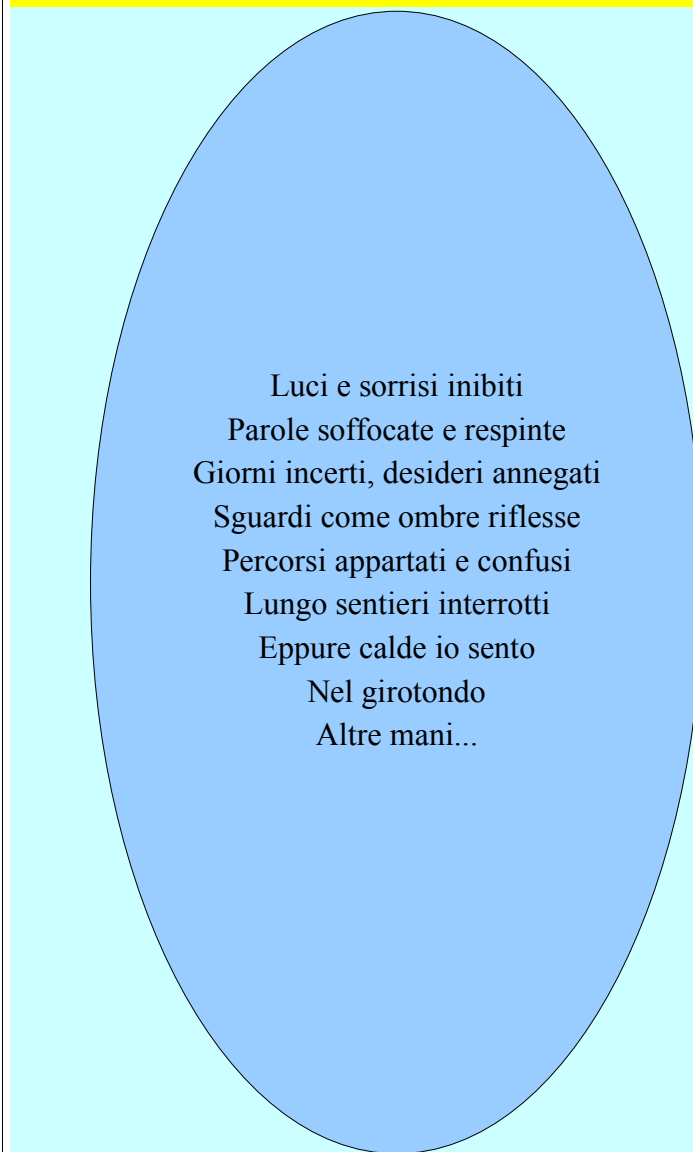 Luci e sorrisi inibiti
Parole soffocate e respinte
Giorni incerti, desideri annegati
Sguardi come ombre riflesse
Percorsi appartati e confusi
Lungo sentieri interrotti
Eppure calde io sento
Nel girotondo
Altre mani...